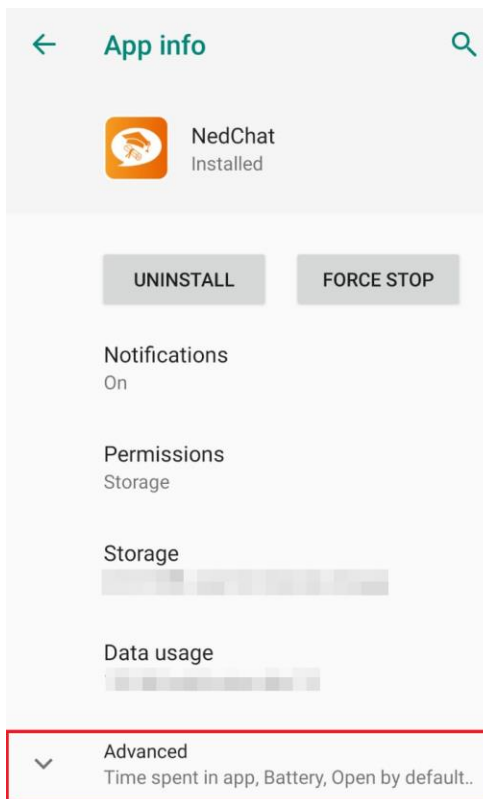 App info
NedChat
Installed
UNINSTALL FORCE STOP
Notifications
On
Permissions
Storage
Storage
Data usage
Advanced
Time spent in app, Battery, Open by default..